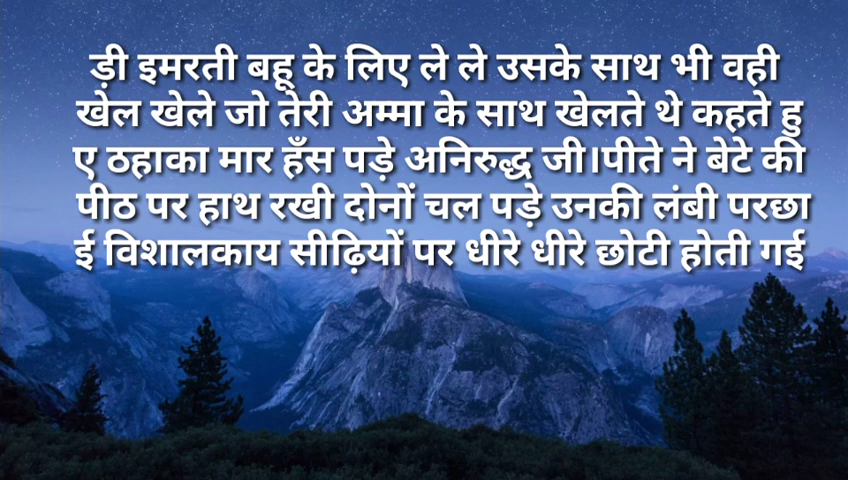 ड़ी इमरती बहू के लिए ले ले उसके साथ भी वही
खेल खेले जो तेरी अम्मा के साथ खेलते थे कहते हु
ए ठहाका मार हँस पड़े अनिरुद्ध जी।पीते ने बेटे की
पीठ पर हाथ रखी दोनों चल पड़े उनकी लंबी परछा
ई विशालकाय सीढ़ियों पर धीरे धीरे छोटी होती गई